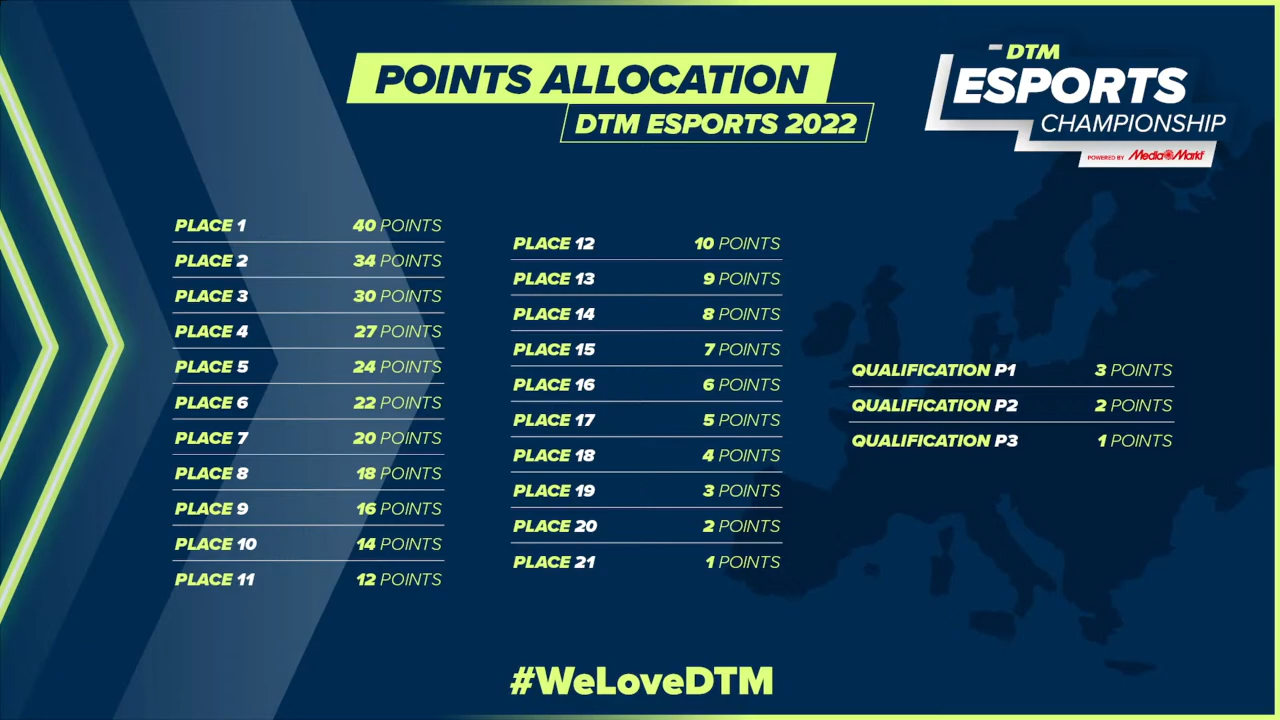 POINTS ALLOCATION
DTM ESPORTS 2022
DTM
ESPORTS
CHAMPIONSHIP
POWERED BY MediaMarkt
PLACE 1 40 POINTS
PLACE 2 34 POINTS
PLACE 3 30 POINTS
PLACE 4 27 POINTS
PLACE 5 24 POINTS
PLACE 6 22 POINTS
PLACE 7 20 POINTS
PLACE 8 18 POINTS
PLACE 9 16 POINTS
PLACE 10 14 POINTS
PLACE 11 12 POINTS
PLACE 12 10 POINTS
PLACE 13 9 POINTS
PLACE 14 8 POINTS
PLACE 15 7 POINTS
PLACE 16 6 POINTS
PLACE 17 5 POINTS
PLACE 18 4 POINTS
PLACE 19 3 POINTS
PLACE 20 2 POINTS
PLACE 21 1 POINTS
QUALIFICATION P1 3 POINTS
QUALIFICATION P2 2 POINTS
QUALIFICATION P3 1 POINTS
#WeLoveDTM